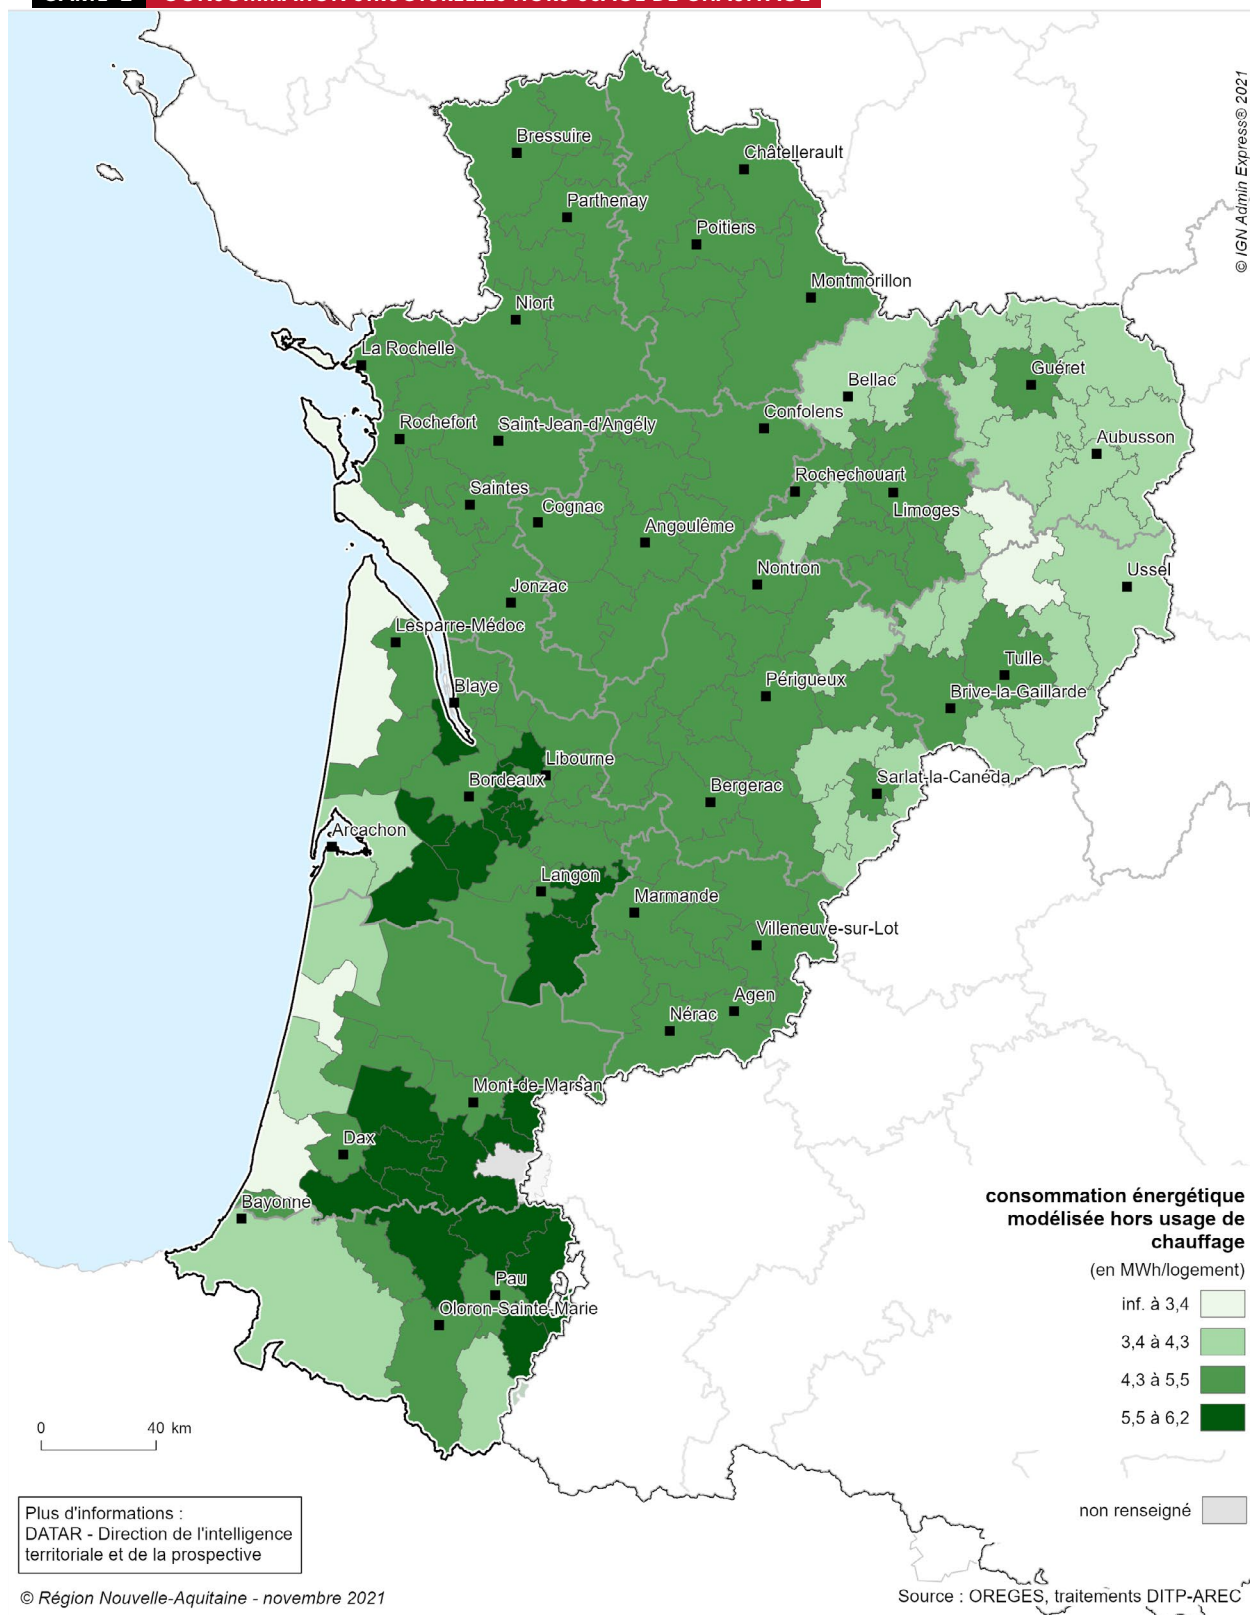 © IGN Admin Express® 2021
Bressuire
Châtellerault
Parthenay
Poitiers
Montmorillon
Niort
La Rochelle
Guéret
Bellac
Confolens
Rochefort
Saint-Jean-d'Angély
Aubusson
Rochechouart
Saintes
Cognac
Limoges
Angoulême
Ussel
Nontron
Jonzac
Lesparre-Médoc
Tulle
Périgueux
Blaye
Brive-la-Gaillarde
Libourne
Bordeaux
Sarlat-la-Canéda
Bergerac
Arcachon
Langon
Marmande
Villeneuve-sur-Lot
Agen
Nérac
Mont-de-Marsan
Dax
Bayonne
Pau
Oloron-Sainte-Marie
consommation énergétique
modélisée hors usage de
chauffage
(en MWh/logement)
inf. à 3,4
3,4 à 4,3
4,3 à 5,5
5,5 à 6,2
non renseigné
0 40 km
Plus d'informations :
DATAR - Direction de l'intelligence
territoriale et de la prospective
© Région Nouvelle-Aquitaine - novembre 2021
Source : OREGES, traitements DITP-AREC